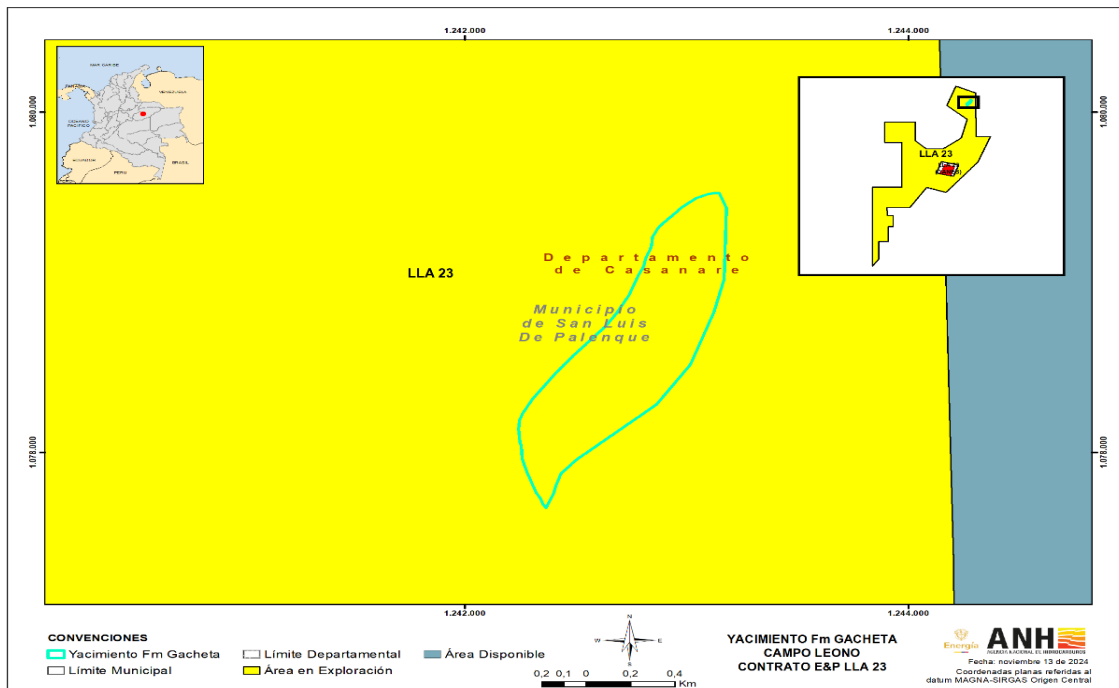 1.242.000
1.244.000
MAR CARIBE
PANAMA
VENEZUELA
OCEANO
PACIFICO
ECUADOR
PERU
BRASIL
1.080.000
1.080.000
LLA 23
LLA 23
Departamento
de Casanare
Municipio
de San Luis
De Palenque
1.078.000
1.078.000
1.242.000
1.244.000
CONVENCIONES
Yacimiento Fm Gacheta
Límite Departamental
Área Disponible
Límite Municipal
Área en Exploración
N
W
E
S
0,2 0,1 0 0,2 0,4
Km
YACIMIENTO Fm GACHETA
CAMPO LEONO
CONTRATO E&P LLA 23
Energía
ANH
AGENCIA NACIONAL DE HIDROCARBUROS
Fecha: noviembre 13 de 2024
Coordenadas planas referidas al
datum MAGNA-SIRGAS Origen Central